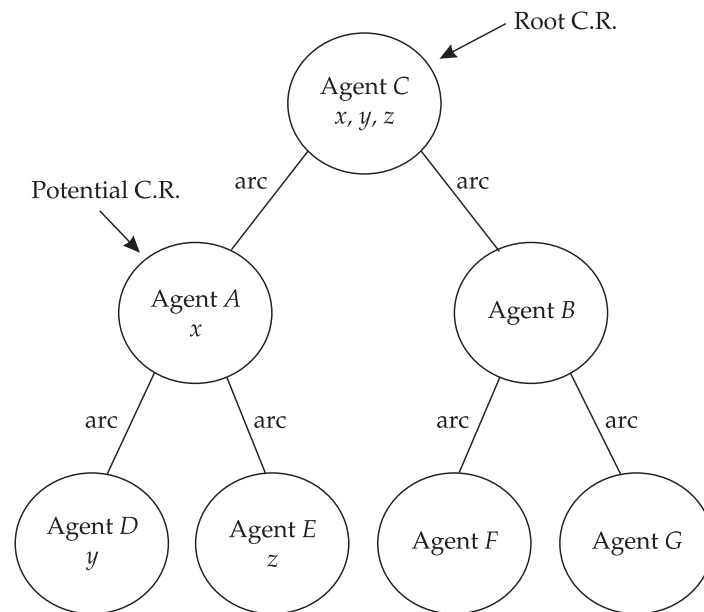 Root C.R.
Agent C
x, y, z
arc
arc
Potential C.R.
Agent A
x
Agent B
arc
arc
arc
arc
Agent D
y
Agent E
z
Agent F
Agent G